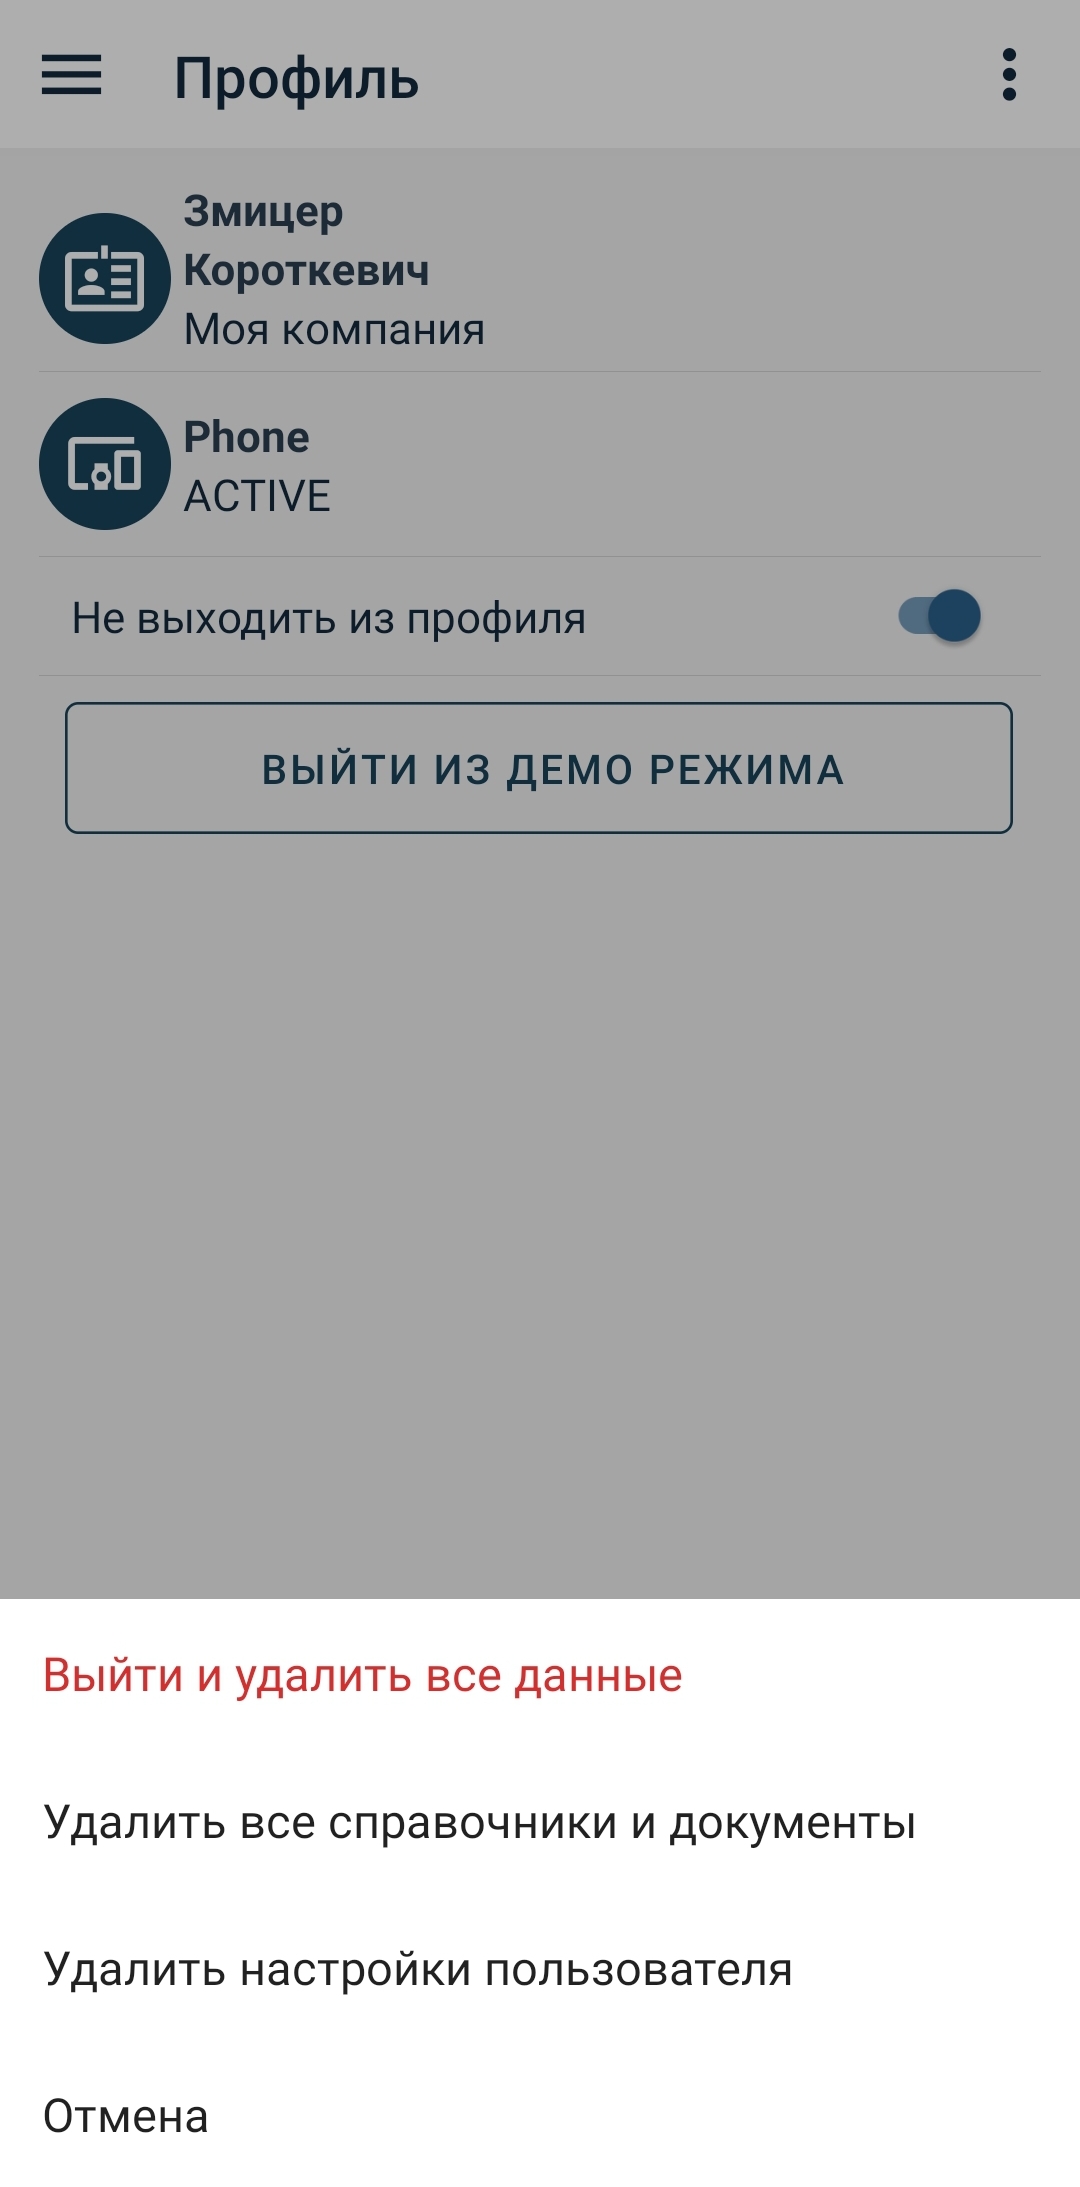 Профиль
Змицер
Короткевич
Моя компания
Phone
ACTIVE
Не выходить из профиля
ВЫЙТИ ИЗ ДЕМО РЕЖИМА
Выйти и удалить все данные
Удалить все справочники и документы
Удалить настройки пользователя
Отмена